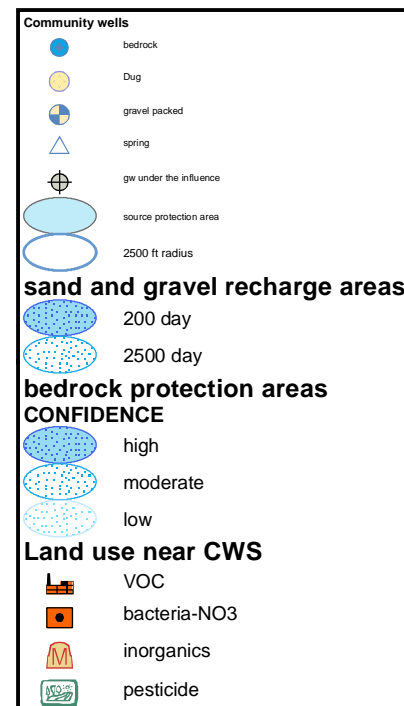 Community wells
bedrock
Dug
gravel packed
spring
gw under the influence
source protection area
2500 ft radius
sand and gravel recharge areas
200 day
2500 day
bedrock protection areas
CONFIDENCE
high
moderate
low
Land use near CWS
VOC
bacteria-NO3
M
inorganics
pesticide